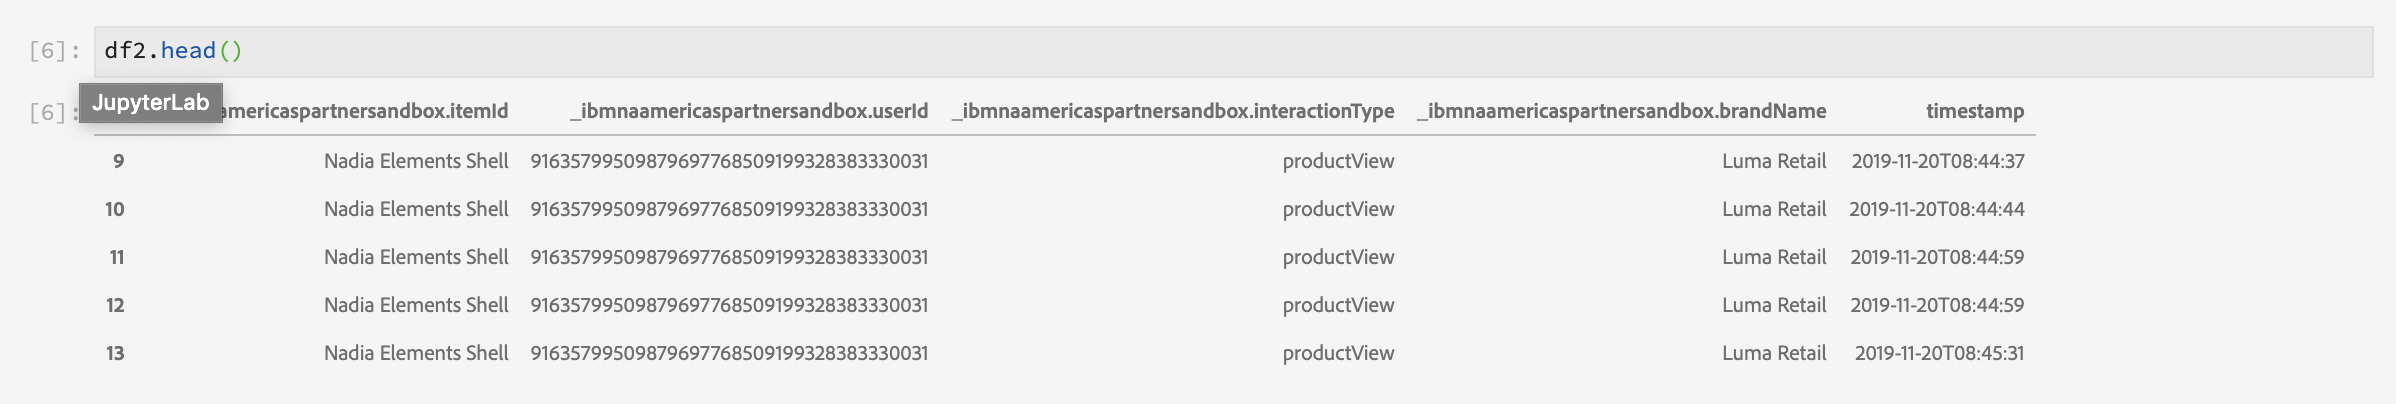 [6]: df2.head()
JupyterLab
[6]: americaspartnersandbox.itemId _ibmnaamericaspartnersandbox.userId _ibmnaamericaspartnersandbox.interactionType _ibmnaamericaspartnersandbox.brandName timestamp
9 Nadia Elements Shell 91635799509879697768509199328383330031 productView Luma Retail 2019-11-20T08:44:37
10 Nadia Elements Shell 91635799509879697768509199328383330031 productView Luma Retail 2019-11-20T08:44:44
11 Nadia Elements Shell 91635799509879697768509199328383330031 productView Luma Retail 2019-11-20T08:44:59
12 Nadia Elements Shell 91635799509879697768509199328383330031 productView Luma Retail 2019-11-20T08:44:59
13 Nadia Elements Shell 91635799509879697768509199328383330031 productView Luma Retail 2019-11-20T08:45:31